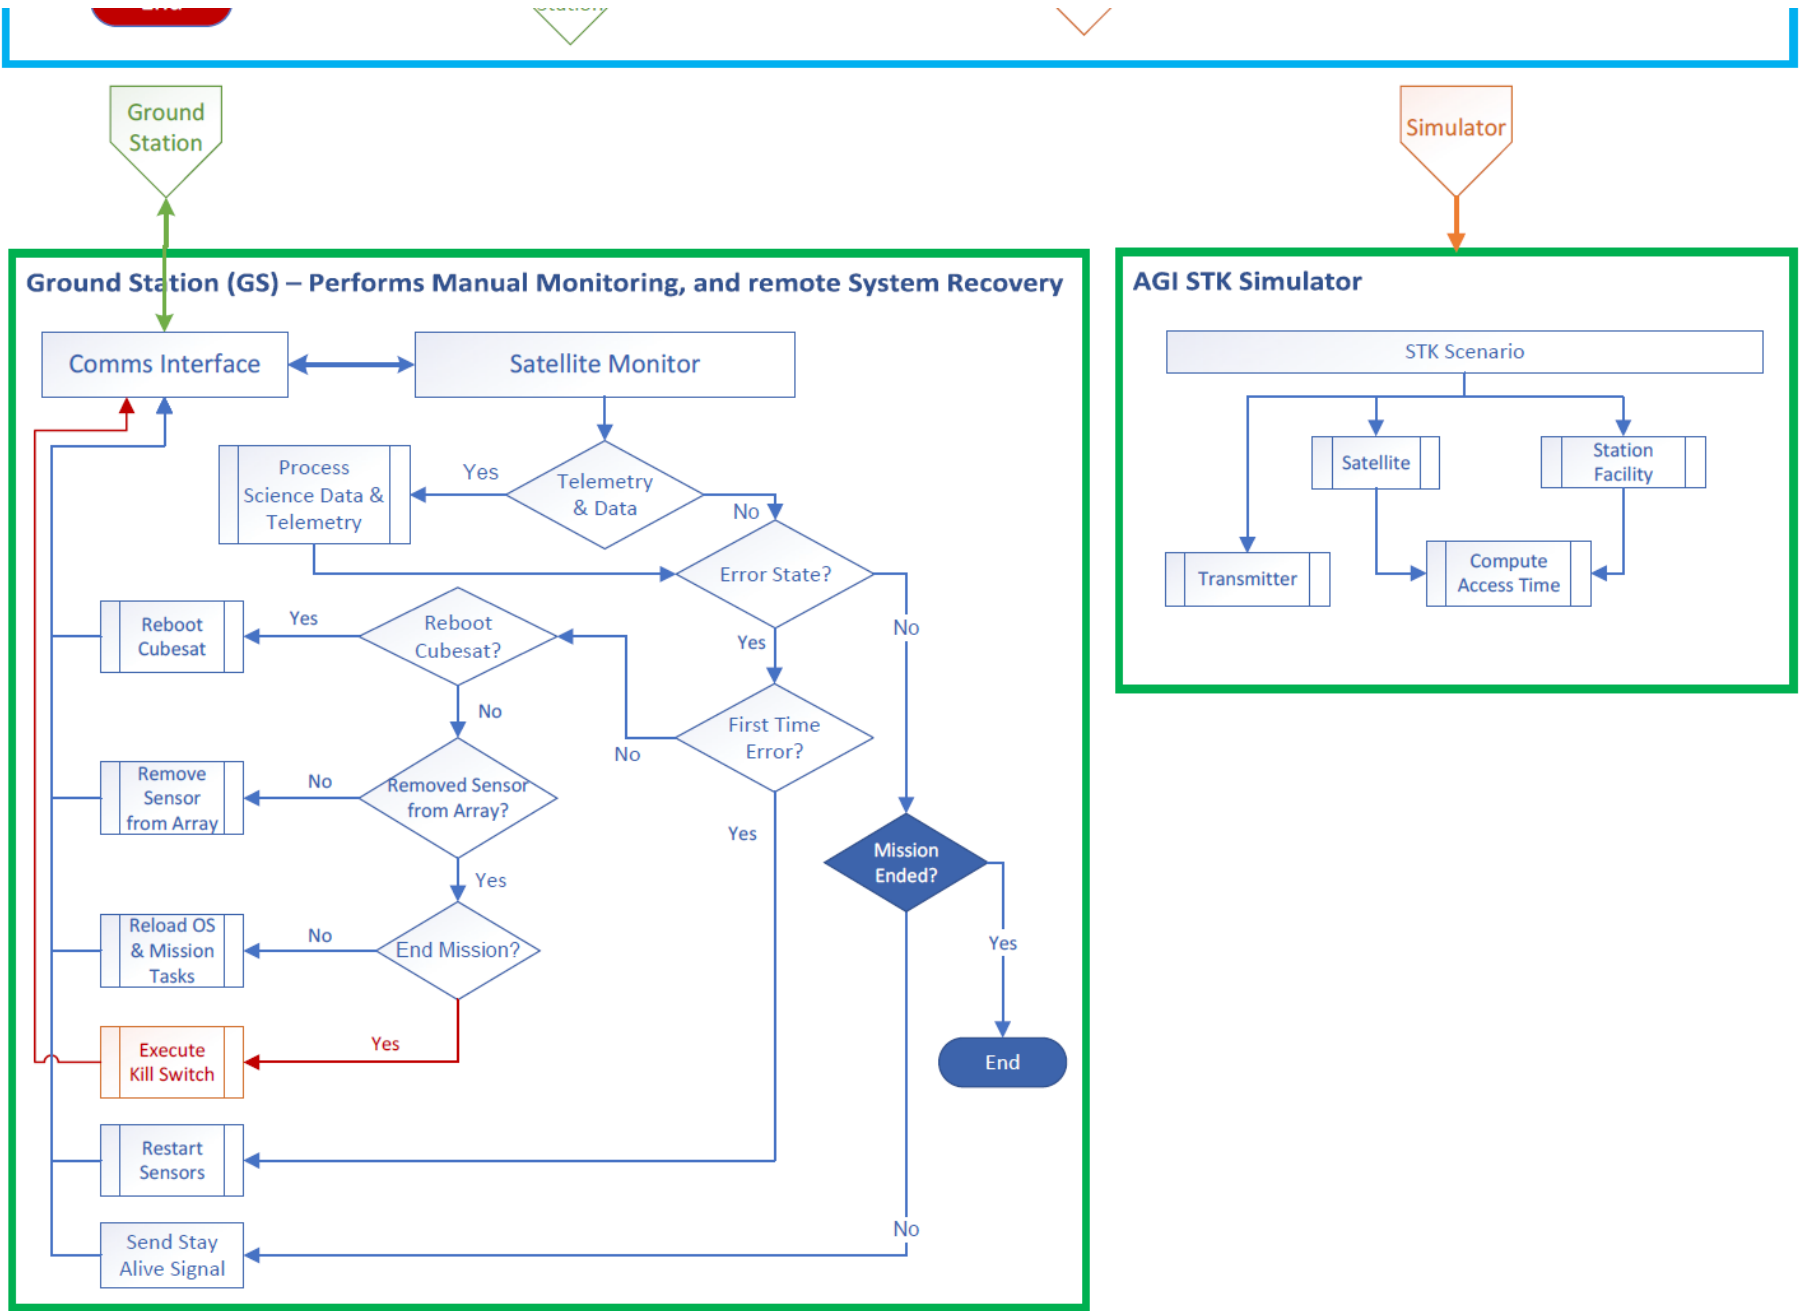 Ground
Station
Simulator
Ground Station (GS) – Performs Manual Monitoring, and remote System Recovery
Comms Interface
Satellite Monitor
Process
Science Data &
Telemetry
Yes
Telemetry
& Data
No
Error State?
Reboot
Cubesat
Yes
Reboot
Cubesat?
Yes
No
No
First Time
Error?
No
Remove
Sensor
from Array
No
Removed Sensor
from Array?
Yes
Mission
Ended?
Yes
Reload OS
& Mission
Tasks
No
End Mission?
Yes
Execute
Kill Switch
Yes
End
Restart
Sensors
Send Stay
Alive Signal
No
AGI STK Simulator
STK Scenario
Satellite
Station
Facility
Transmitter
Compute
Access Time